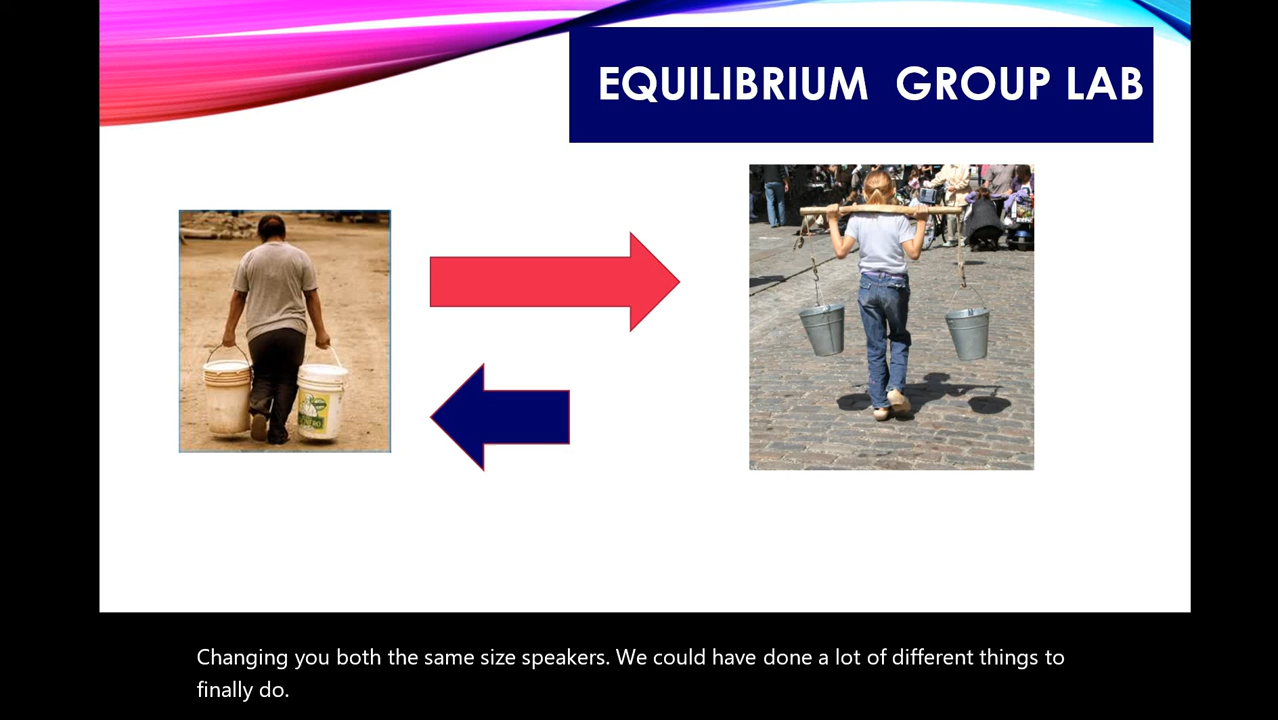 EQUILIBRIUM GROUP LAB
Changing you both the same size speakers. We could have done a lot of different things to
finally do.